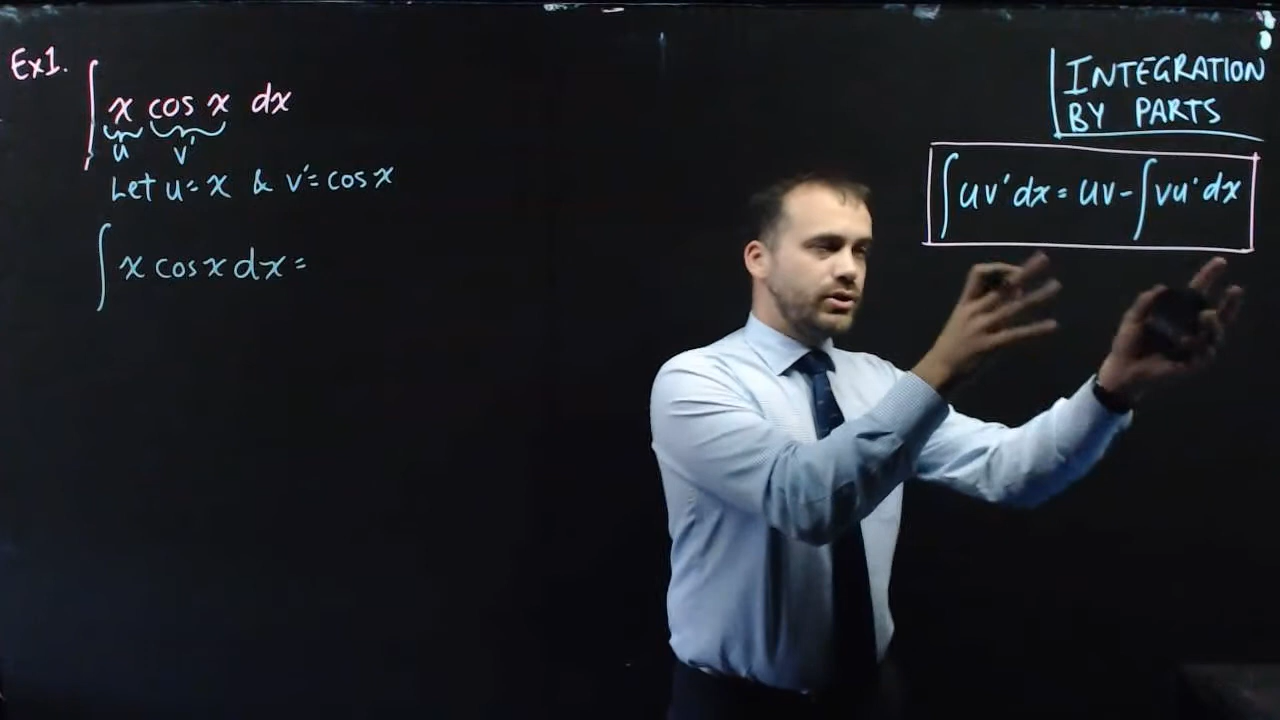 Ex1.
∫ x cos x dx
u v'
Let u = x & v' = cos x
∫ x cos x dx =
INTEGRATION
BY PARTS
∫ uv' dx = uv - ∫ vu' dx